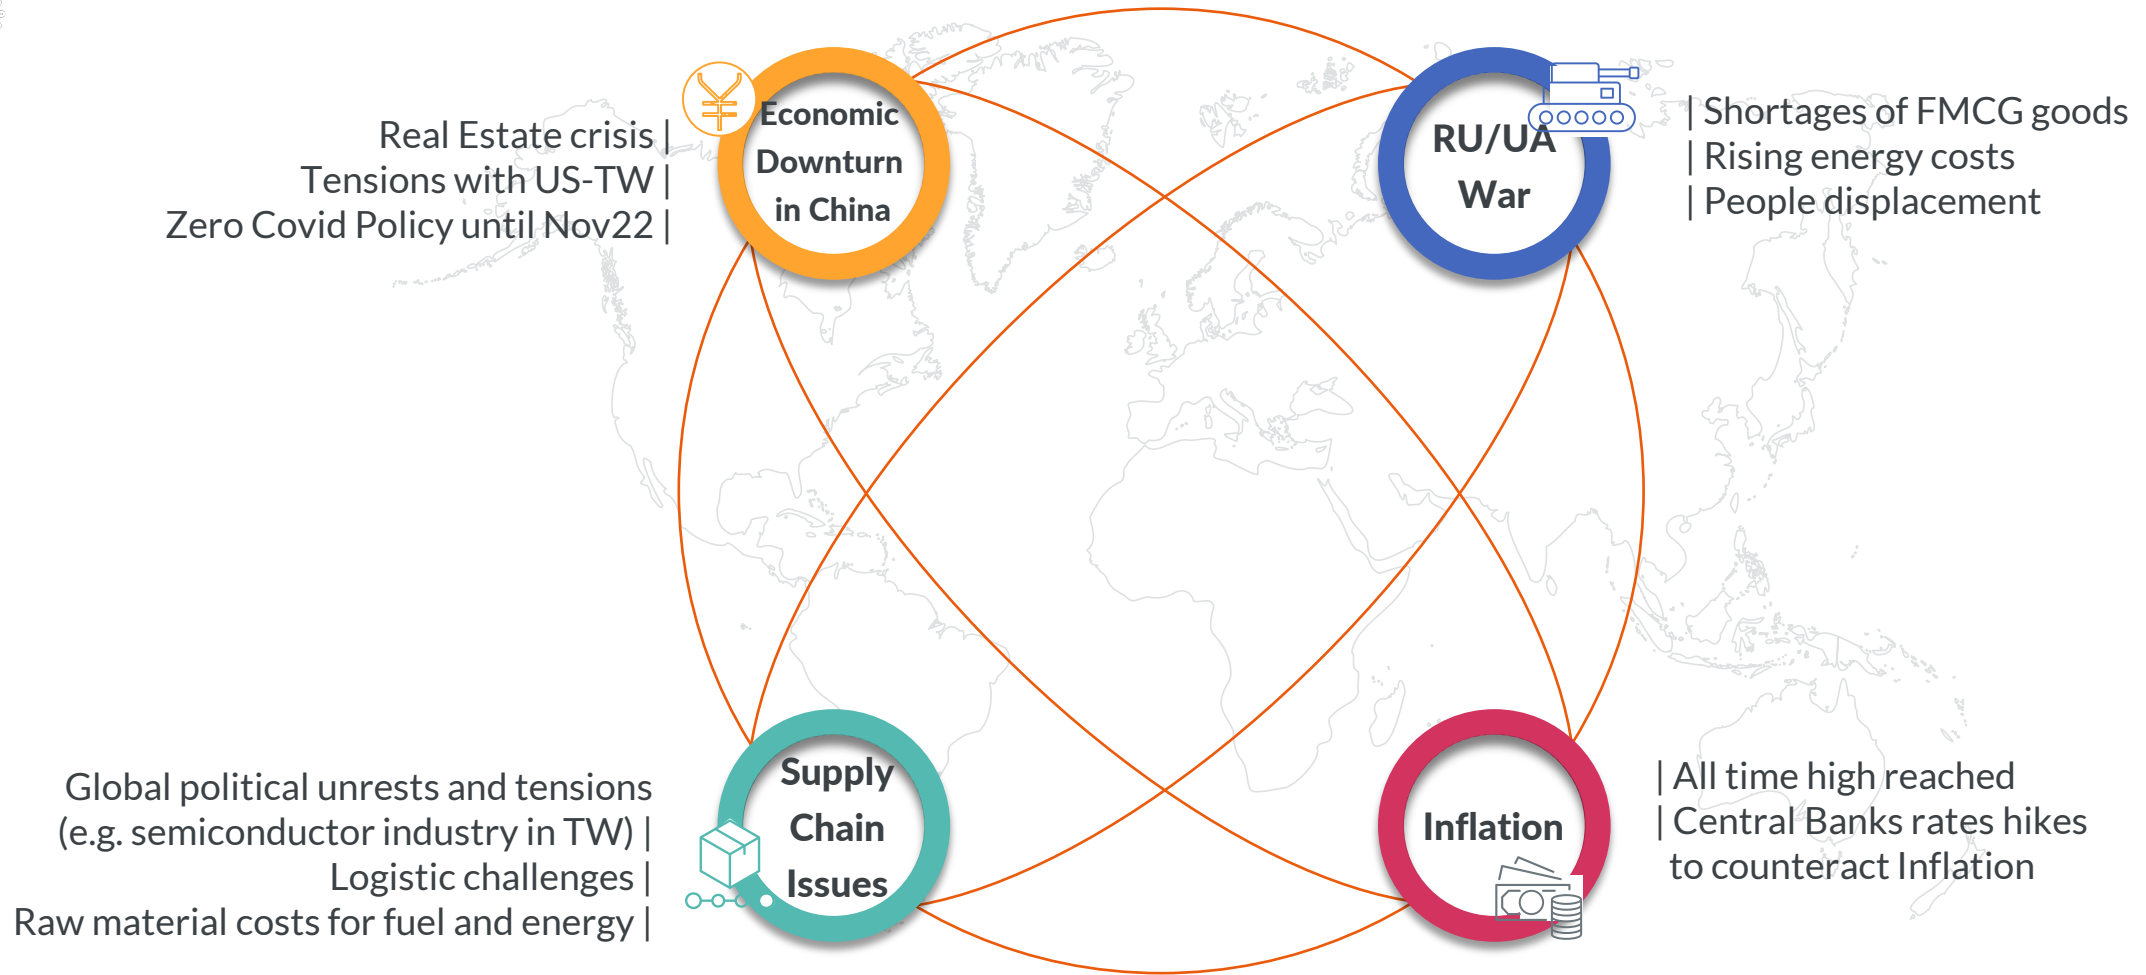 Economic
Downturn
in China
Real Estate crisis |
Tensions with US-TW |
Zero Covid Policy until Nov22 |
RU/UA
War
| Shortages of FMCG goods
| Rising energy costs
| People displacement
Supply
Chain
Issues
Global political unrests and tensions
(e.g. semiconductor industry in TW) |
Logistic challenges |
Raw material costs for fuel and energy |
Inflation
| All time high reached
| Central Banks rates hikes
to counteract Inflation